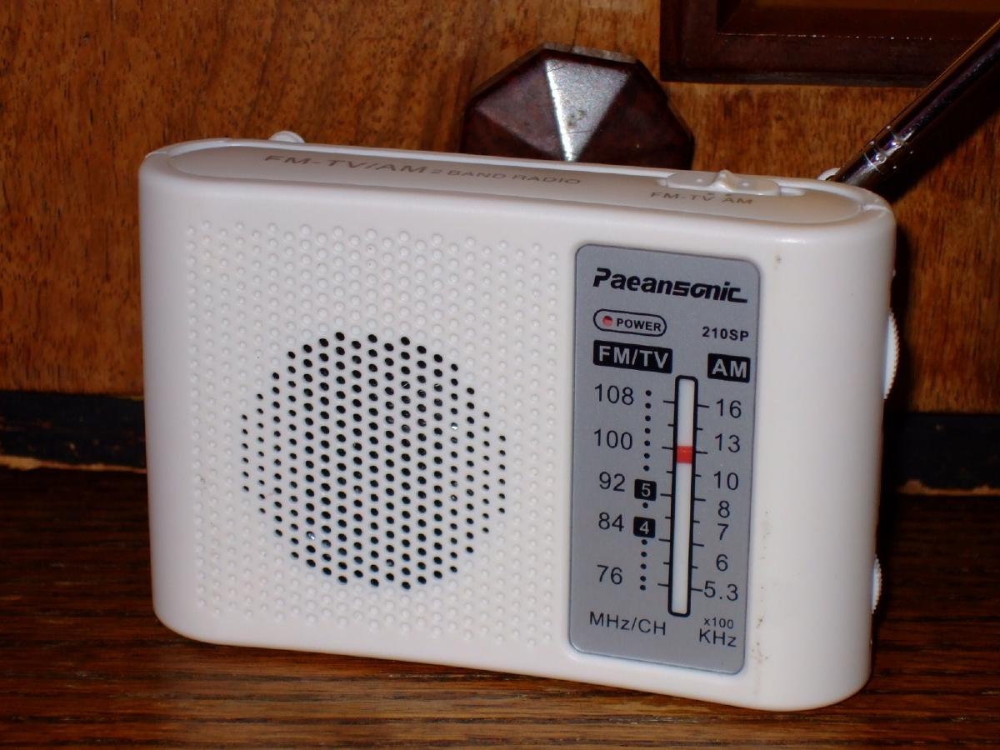 FM-TV/AM 2 BAND RADIO
FM-TV AM
Paeansonic
POWER
210SP
FM/TV AM
108 16
100 13
92 5 10
8
84 4 7
6
76 5.3
MHz/CH x100
KHz